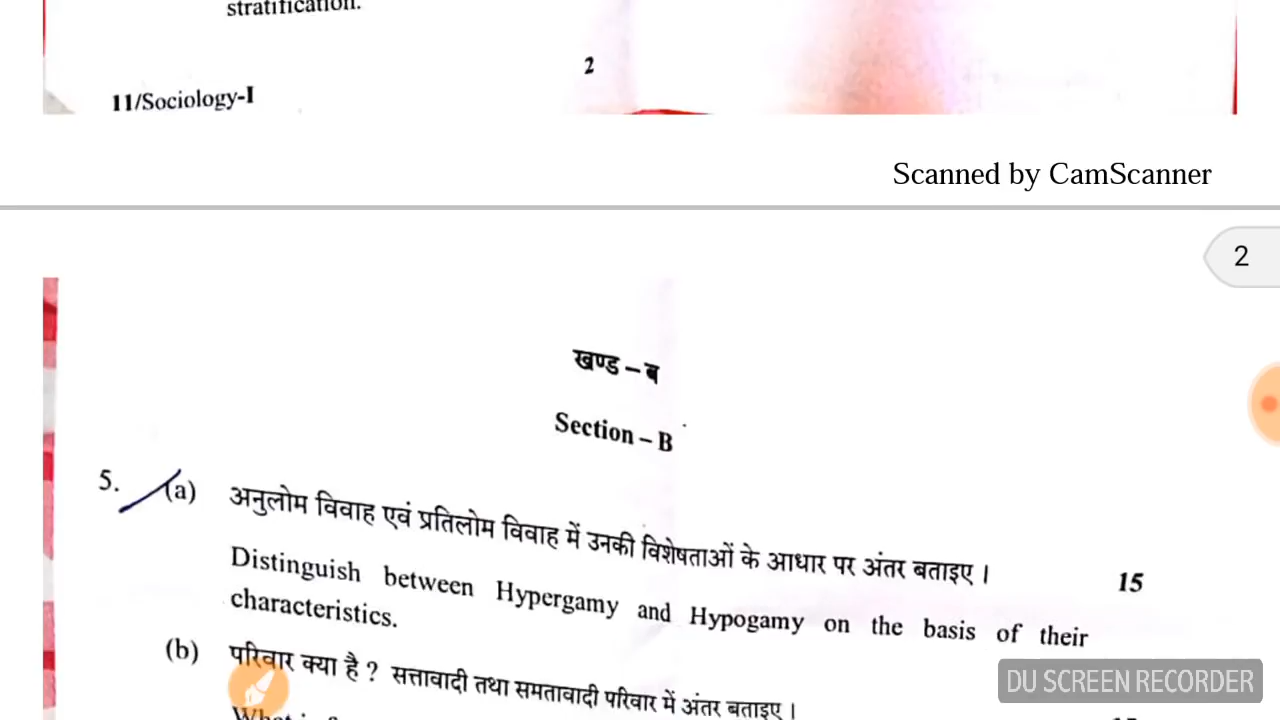 stratification.
2
11/Sociology-I
Scanned by CamScanner
2
खण्ड – ब
Section – B
5. (a) अनुलोम विवाह एवं प्रतिलोम विवाह में उनकी विशेषताओं के आधार पर अंतर बताइए ।
15
Distinguish between Hypergamy and Hypogamy on the basis of their
characteristics.
(b) परिवार क्या है ? सत्तावादी तथा समतावादी परिवार में अंतर बताइए ।
DU SCREEN RECORDER